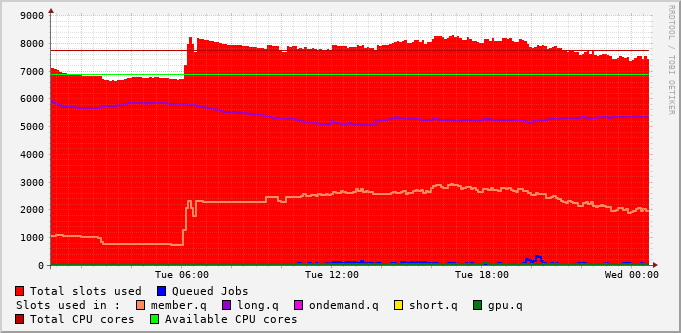 9000
8000
7000
6000
5000
4000
3000
2000
1000
0
Tue 06:00 Tue 12:00 Tue 18:00 Wed 00:00
RRDTOOL / TOBI OETIKER
Total slots used Queued Jobs
Slots used in : member.q long.q ondemand.q short.q gpu.q
Total CPU cores Available CPU cores